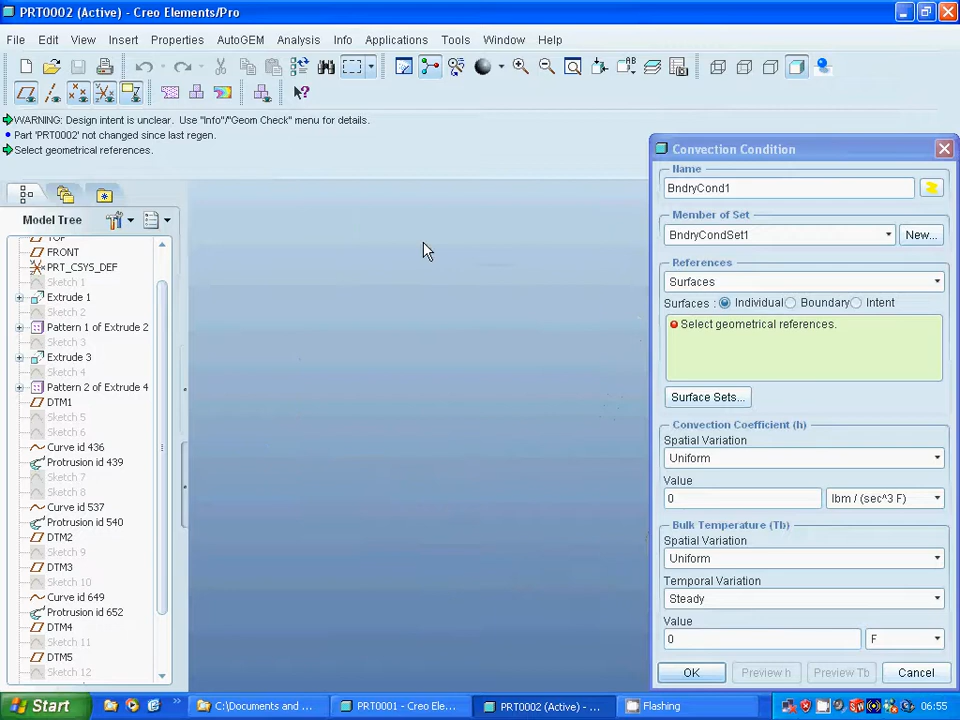 PRT0002 (Active) - Creo Elements/Pro
File Edit View Insert Properties AutoGEM Analysis Info Applications Tools Window Help
WARNING: Design intent is unclear. Use "Info"/"Geom Check" menu for details.
Part 'PRT0002' not changed since last regen.
Select geometrical references.
Model Tree
TOP
FRONT
PRT_CSYS_DEF
Sketch 1
Extrude 1
Sketch 2
Pattern 1 of Extrude 2
Sketch 3
Extrude 3
Sketch 4
Pattern 2 of Extrude 4
DTM1
Sketch 5
Sketch 6
Curve id 436
Protrusion id 439
Sketch 7
Sketch 8
Curve id 537
Protrusion id 540
DTM2
Sketch 9
DTM3
Sketch 10
Curve id 649
Protrusion id 652
DTM4
Sketch 11
DTM5
Sketch 12
Convection Condition
Name
BndryCond1
Member of Set
BndryCondSet1 New...
References
Surfaces
Surfaces : Individual Boundary Intent
Select geometrical references.
Surface Sets...
Convection Coefficient (h)
Spatial Variation
Uniform
Value
0 lbm / (sec^3 F)
Bulk Temperature (Tb)
Spatial Variation
Uniform
Temporal Variation
Steady
Value
0 F
OK Preview h Preview Tb Cancel
Start C:\Documents and ... PRT0001 - Creo Ele... PRT0002 (Active) - ... Flashing 06:55